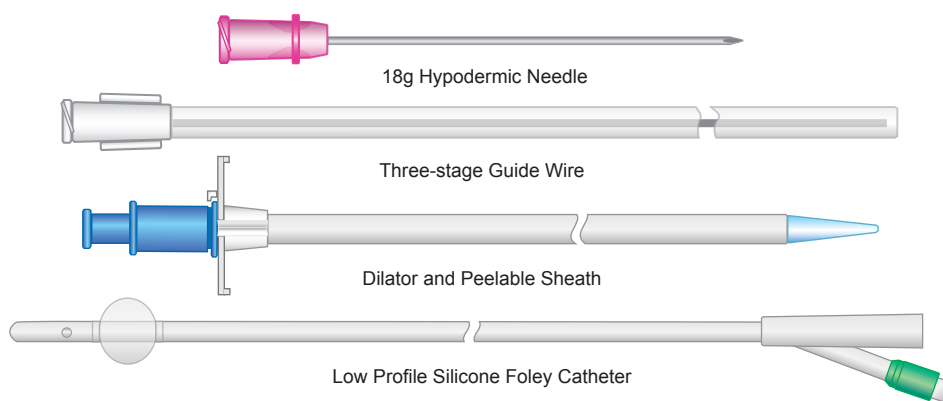 18g Hypodermic Needle
Three-stage Guide Wire
Dilator and Peelable Sheath
Low Profile Silicone Foley Catheter